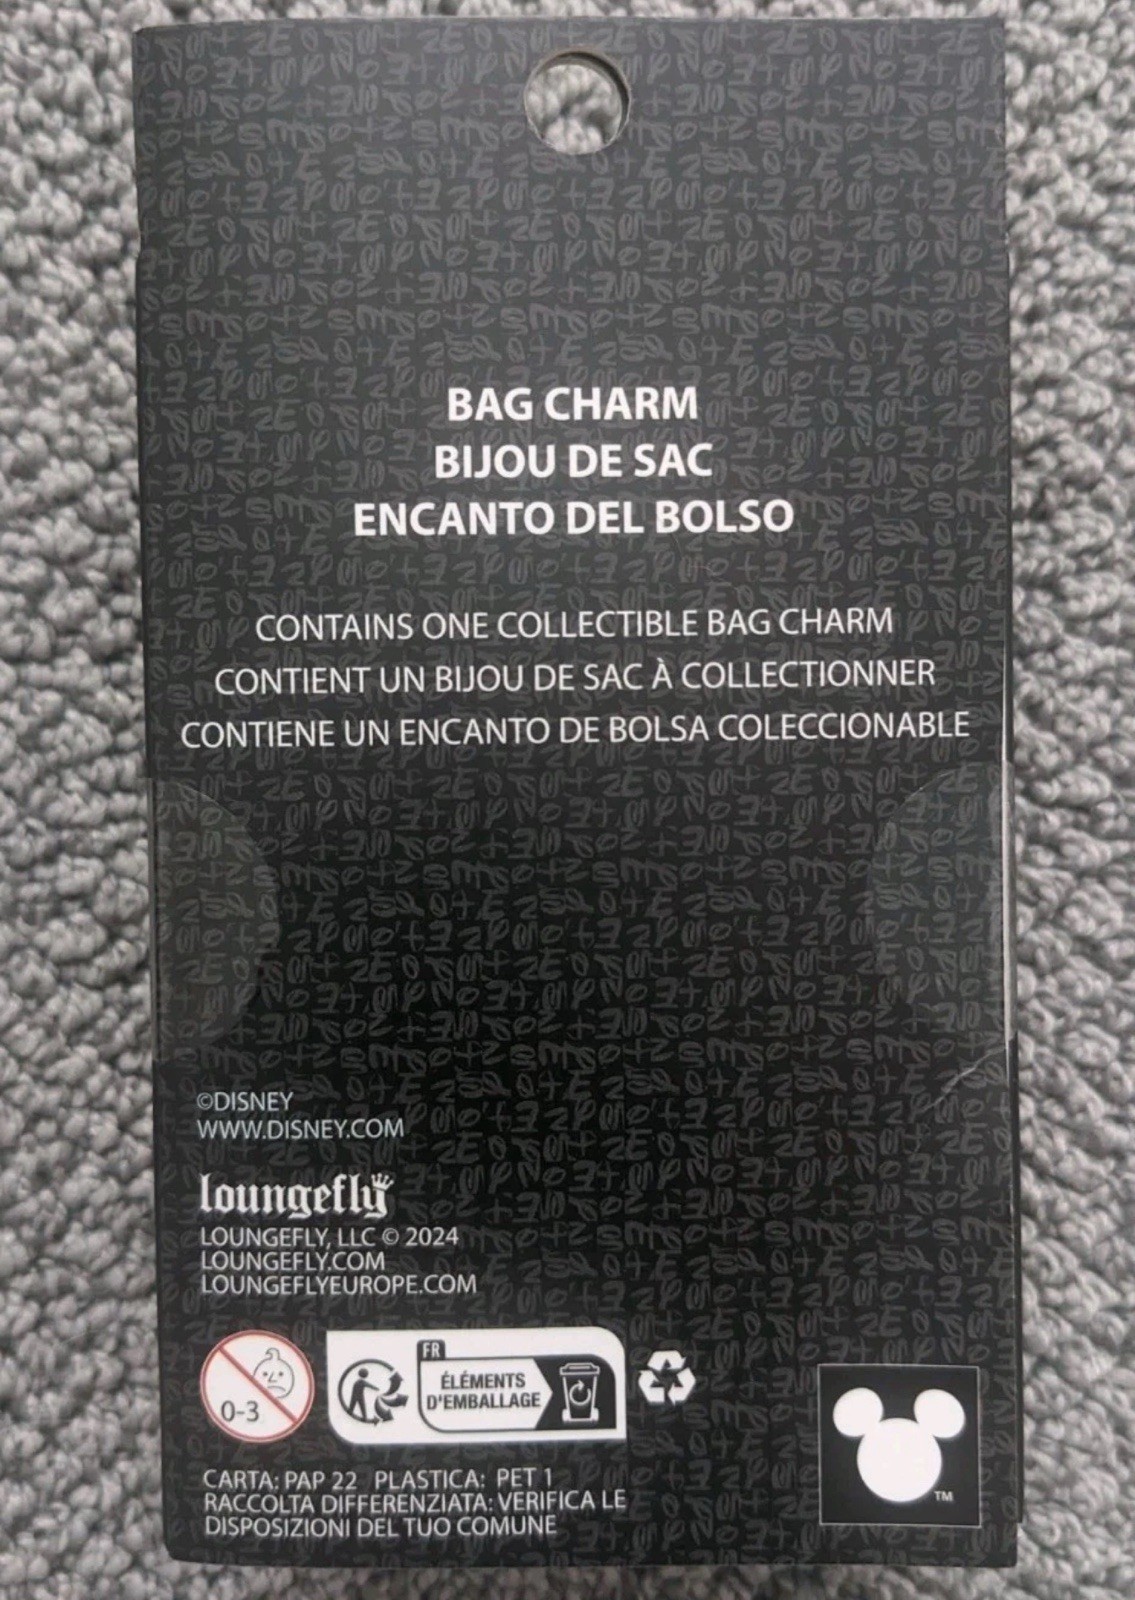 BAG CHARM
BIJOU DE SAC
ENCANTO DEL BOLSO
CONTAINS ONE COLLECTIBLE BAG CHARM
CONTIENT UN BIJOU DE SAC À COLLECTIONNER
CONTIENE UN ENCANTO DE BOLSA COLECCIONABLE
©DISNEY
WWW.DISNEY.COM
loungefly
LOUNGEFLY, LLC © 2024
LOUNGEFLY.COM
LOUNGEFLYEUROPE.COM
0-3
FR
ÉLÉMENTS
D'EMBALLAGE
CARTA: PAP 22 PLASTICA: PET 1
RACCOLTA DIFFERENZIATA: VERIFICA LE
DISPOSIZIONI DEL TUO COMUNE
TM